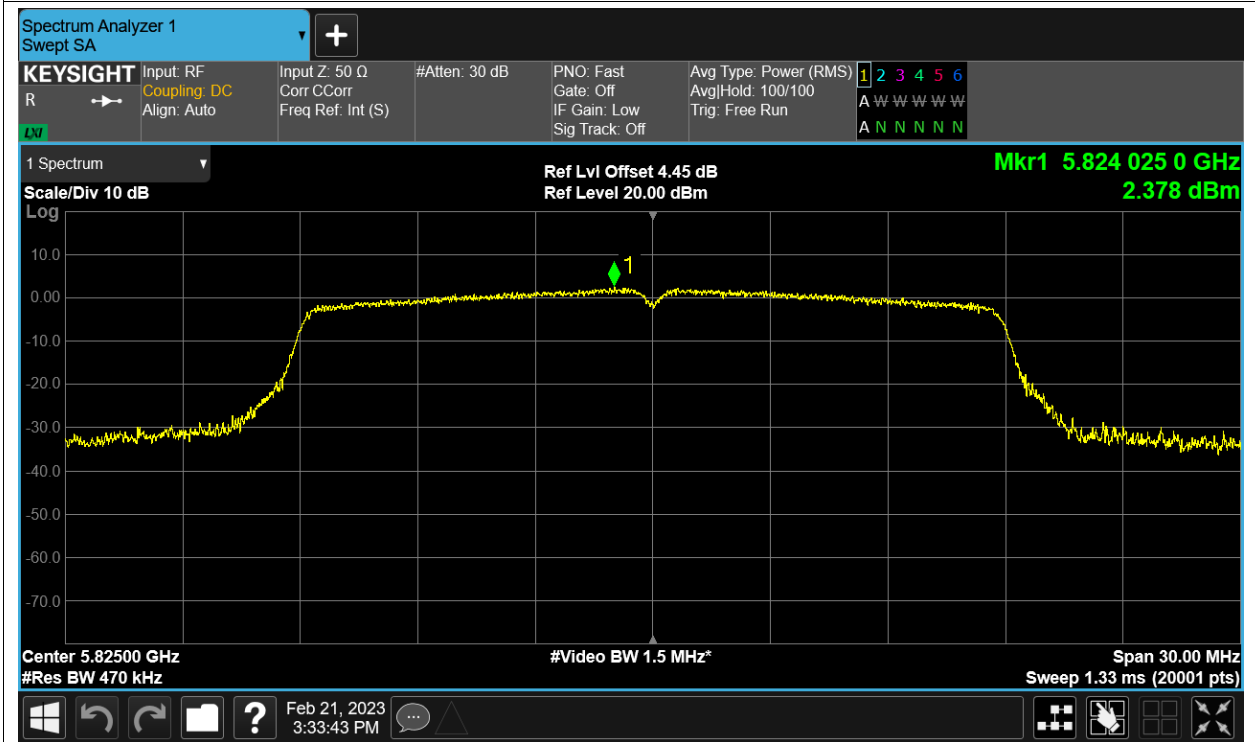 Spectrum Analyzer 1
Swept SA
+
KEYSIGHT
R
LXI
Input: RF
Coupling: DC
Align: Auto
Input Z: 50 Ω
Corr CCorr
Freq Ref: Int (S)
#Atten: 30 dB
PNO: Fast
Gate: Off
IF Gain: Low
Sig Track: Off
Avg Type: Power (RMS)
Avg|Hold: 100/100
Trig: Free Run
1 2 3 4 5 6
A W W W W W
A N N N N N
1 Spectrum
Scale/Div 10 dB
Log
Ref Lvl Offset 4.45 dB
Ref Level 20.00 dBm
Mkr1 5.824 025 0 GHz
2.378 dBm
10.0
0.00
-10.0
-20.0
-30.0
-40.0
-50.0
-60.0
-70.0
1
Center 5.82500 GHz
#Res BW 470 kHz
#Video BW 1.5 MHz*
Span 30.00 MHz
Sweep 1.33 ms (20001 pts)
?
Feb 21, 2023
3:33:43 PM